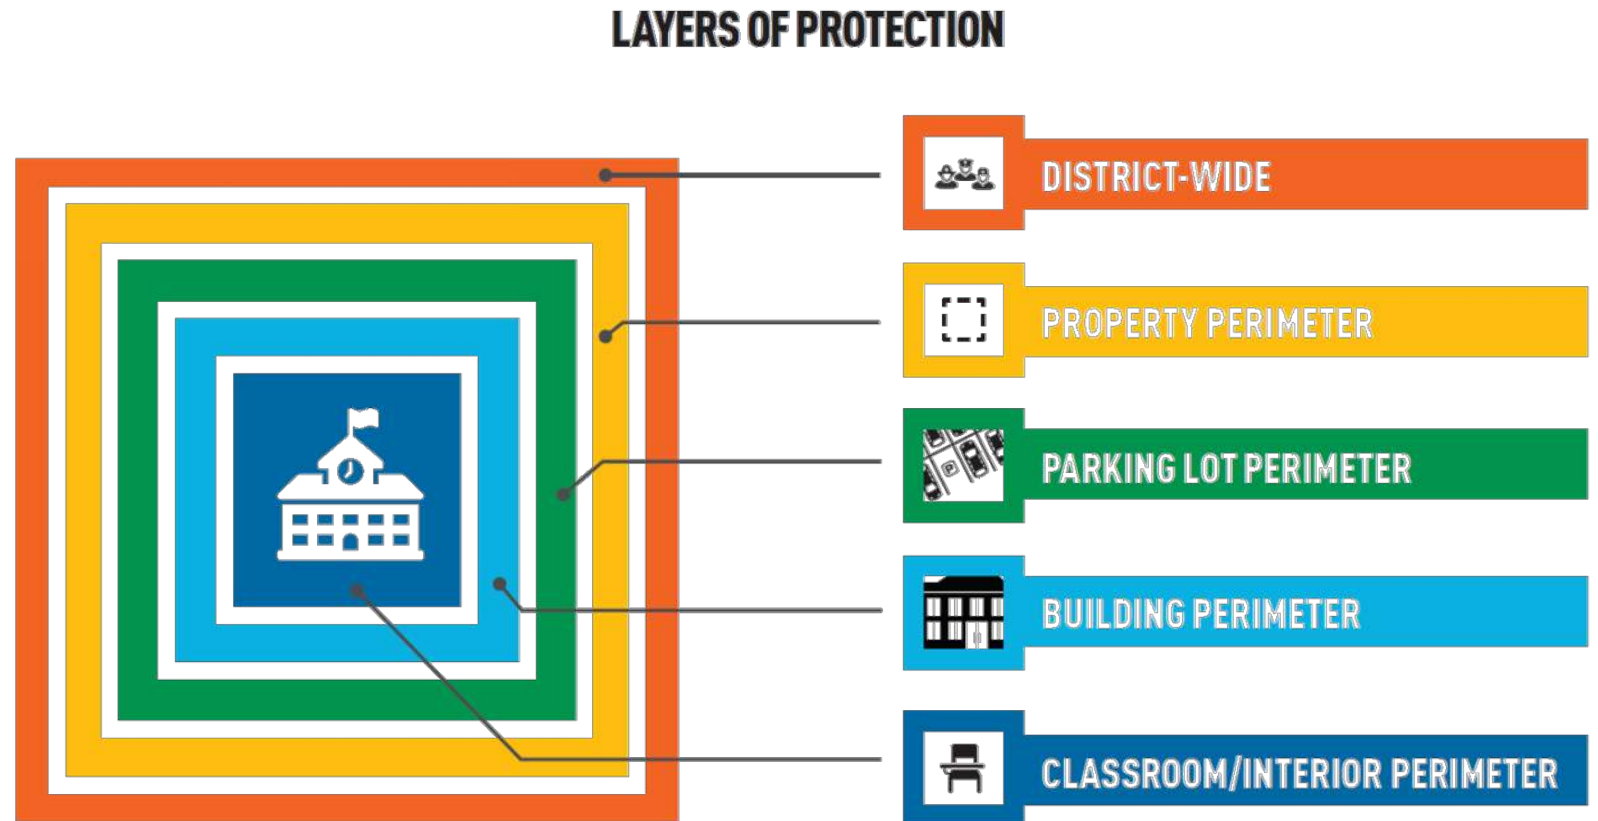 LAYERS OF PROTECTION
DISTRICT-WIDE
PROPERTY PERIMETER
P
PARKING LOT PERIMETER
BUILDING PERIMETER
CLASSROOM/INTERIOR PERIMETER